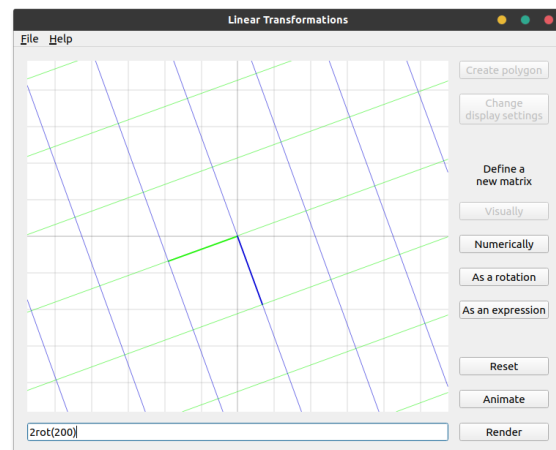 Linear Transformations
File Help
Create polygon
Change
display settings
Define a
new matrix
Visually
Numerically
As a rotation
As an expression
Reset
Animate
2rot(200)
Render